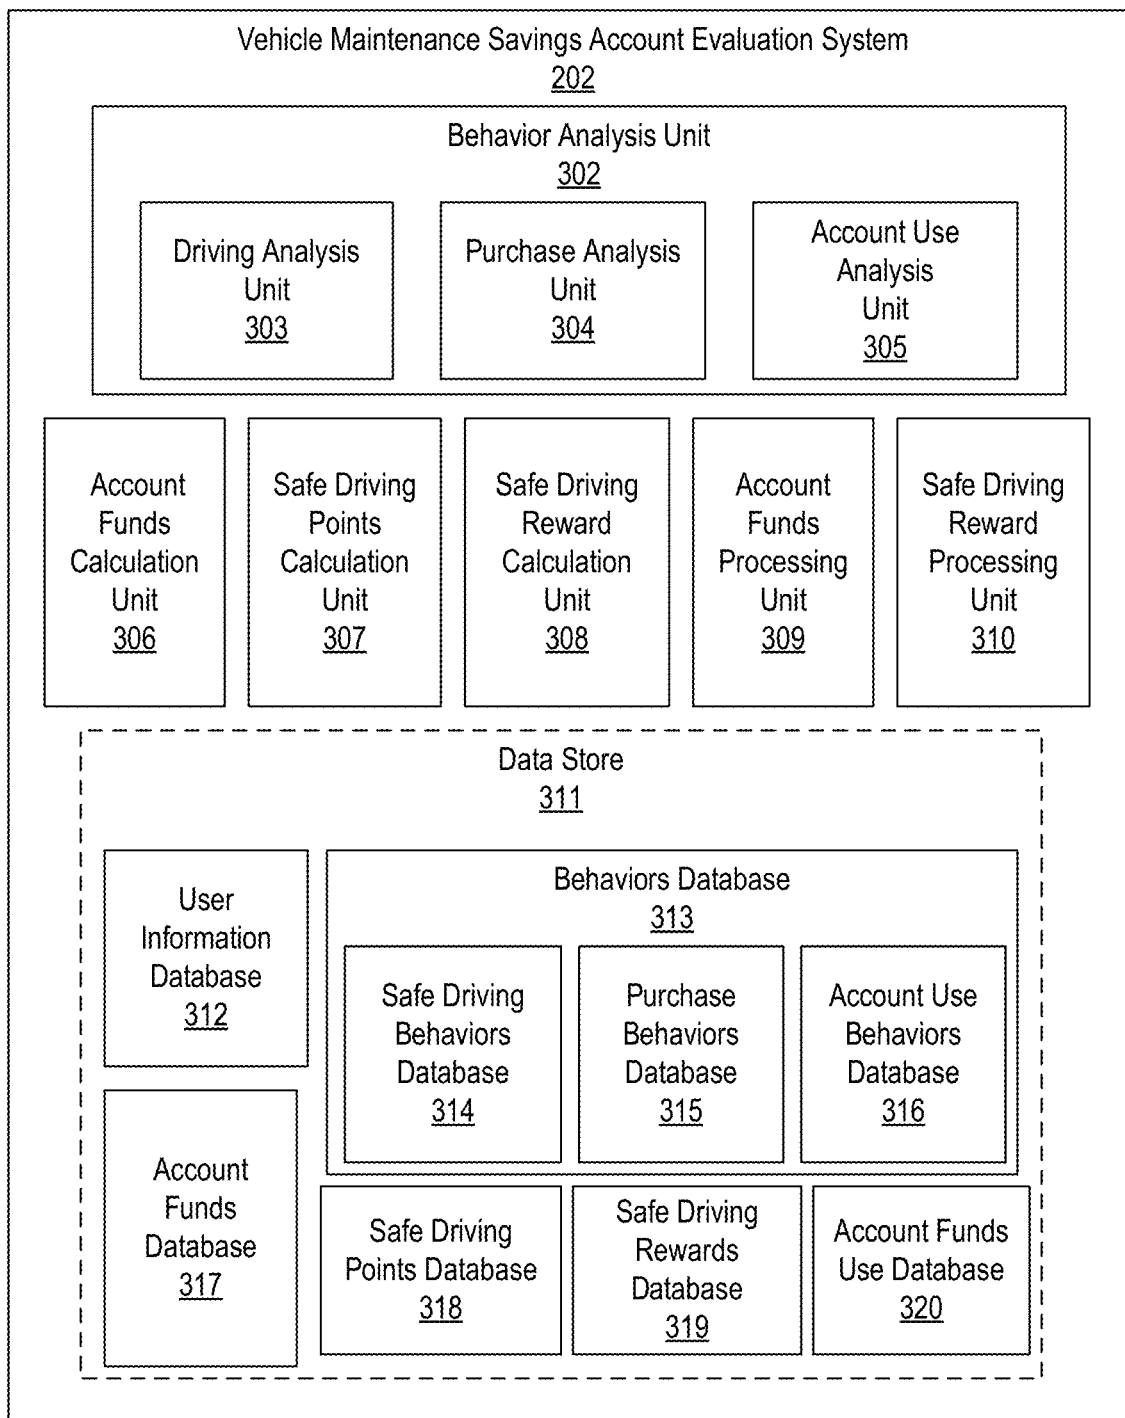 Vehicle Maintenance Savings Account Evaluation System
202
Behavior Analysis Unit
302
Driving Analysis
Unit
303
Purchase Analysis
Unit
304
Account Use
Analysis
Unit
305
Account
Funds
Calculation
Unit
306
Safe Driving
Points
Calculation
Unit
307
Safe Driving
Reward
Calculation
Unit
308
Account
Funds
Processing
Unit
309
Safe Driving
Reward
Processing
Unit
310
Data Store
311
User
Information
Database
312
Behaviors Database
313
Safe Driving
Behaviors
Database
314
Purchase
Behaviors
Database
315
Account Use
Behaviors
Database
316
Account
Funds
Database
317
Safe Driving
Points Database
318
Safe Driving
Rewards
Database
319
Account Funds
Use Database
320